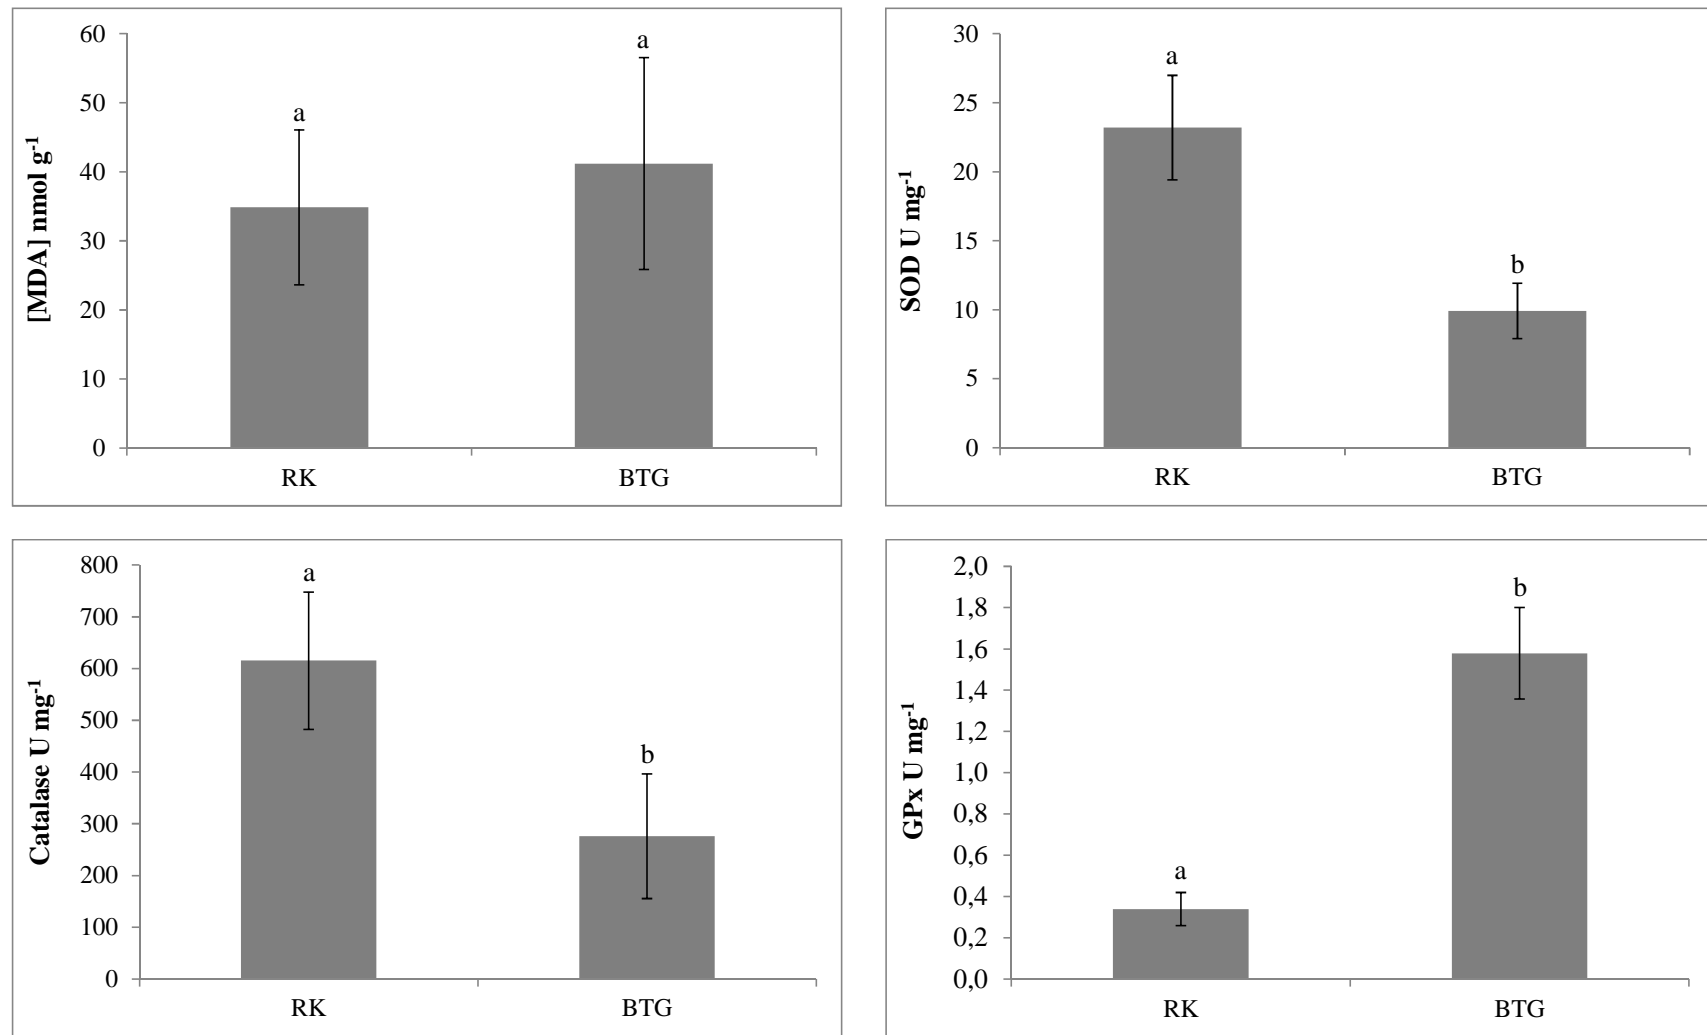 [MDA] nmol g-1
60
50
40
30
20
10
0
a
a
RK
BTG
SOD U mg-1
30
25
20
15
10
5
0
a
b
RK
BTG
Catalase U mg-1
800
700
600
500
400
300
200
100
0
a
b
RK
BTG
GPx U mg-1
2,0
1,8
1,6
1,4
1,2
1,0
0,8
0,6
0,4
0,2
0,0
a
b
RK
BTG